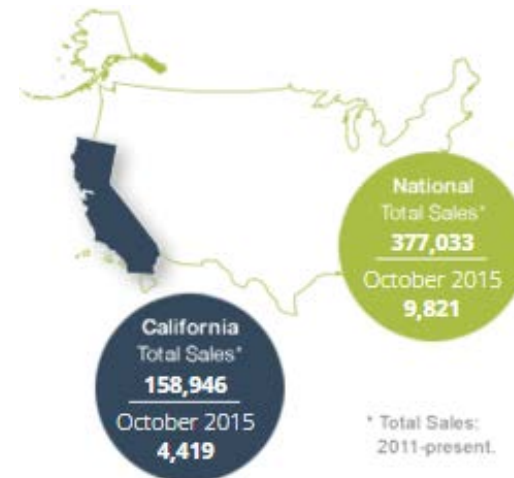 National
Total Sales*
377,033
October 2015
9,821
California
Total Sales*
158,946
October 2015
4,419
* Total Sales:
2011-present.